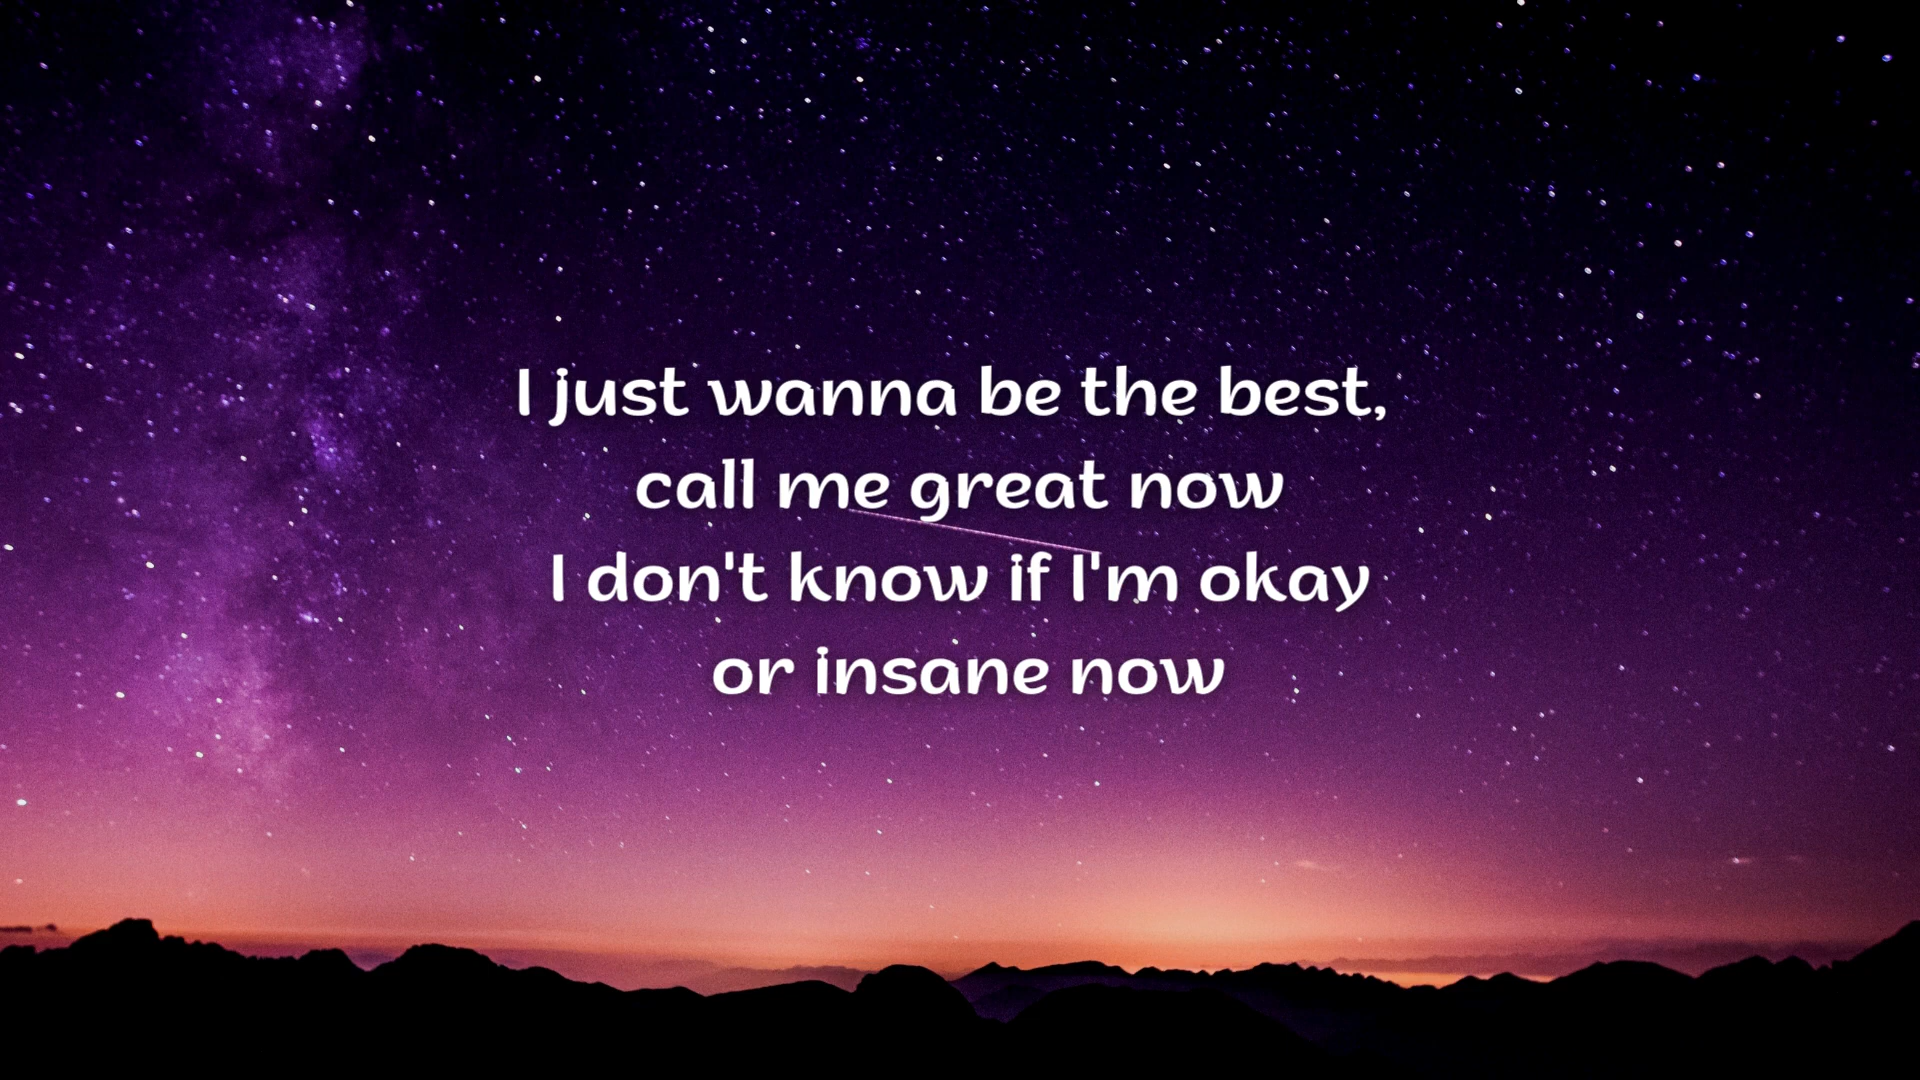 I just wanna be the best,
call me great now
I don't know if I'm okay
or insane now